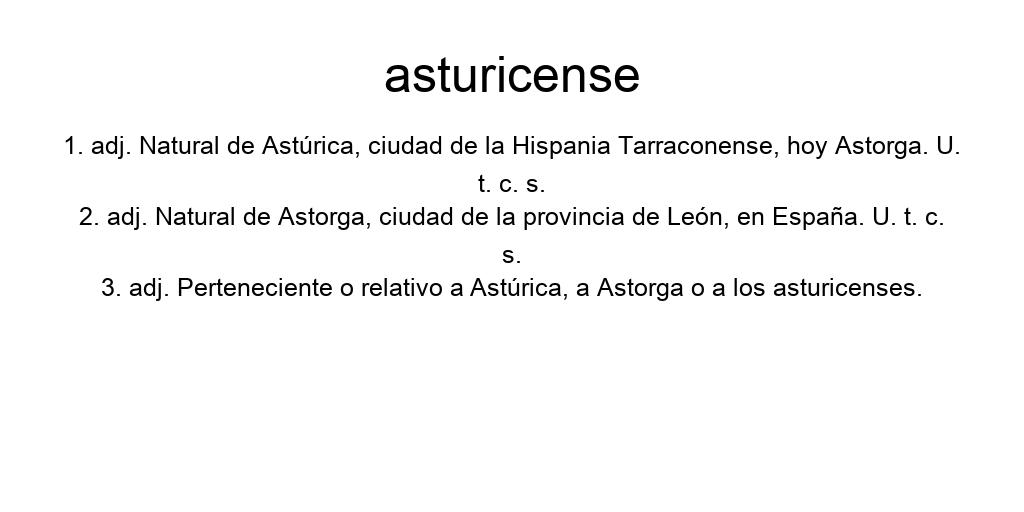 asturicense
1. adj. Natural de Astúrica, ciudad de la Hispania Tarraconense, hoy Astorga. U.
t. c. s.
2. adj. Natural de Astorga, ciudad de la provincia de León, en España. U. t. c.
s.
3. adj. Perteneciente o relativo a Astúrica, a Astorga o a los asturicenses.